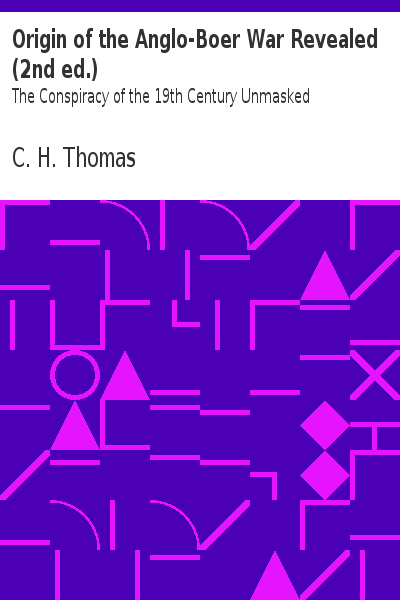 Origin of the Anglo-Boer War Revealed
(2nd ed.)
The Conspiracy of the 19th Century Unmasked
C. H. Thomas